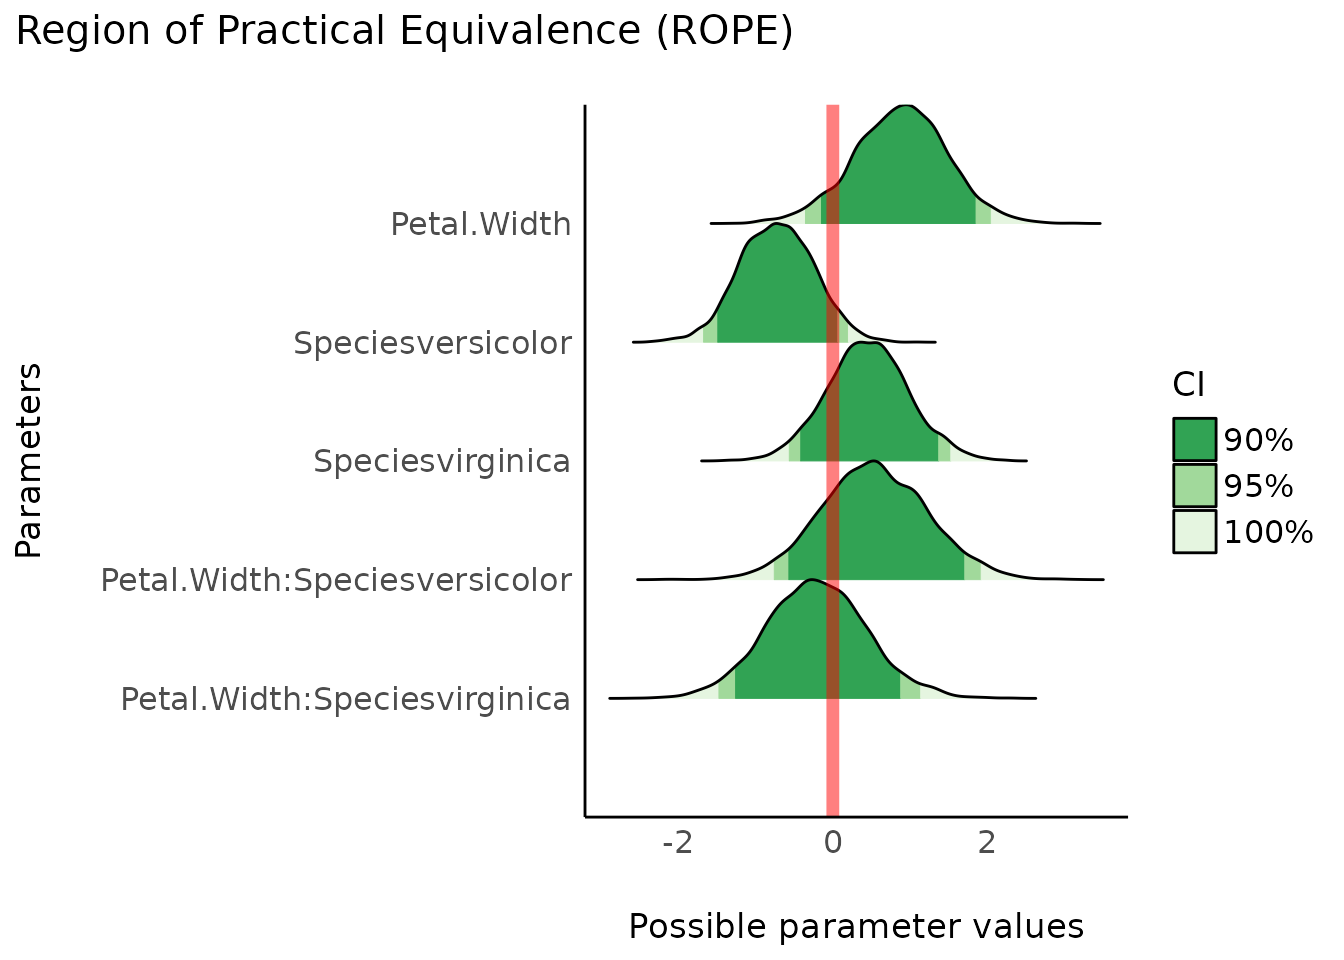 Region of Practical Equivalence (ROPE)
Parameters
Petal.Width
Speciesversicolor
Speciesvirginica
Petal.Width:Speciesversicolor
Petal.Width:Speciesvirginica
-2 0 2
Possible parameter values
CI
90%
95%
100%